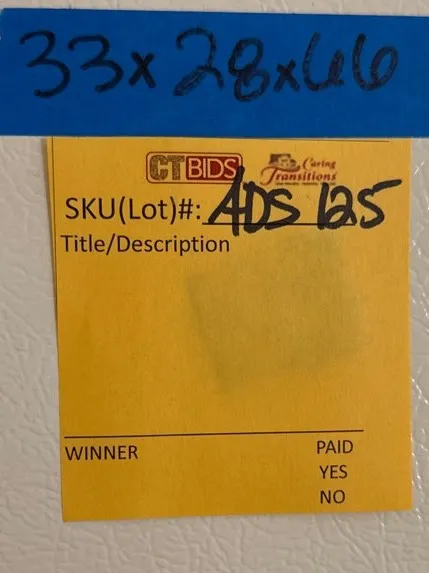 33x28x66
CTBIDS
Caring
Transitions
SKU(Lot)#: ADS 125
Title/Description
WINNER
PAID
YES
NO